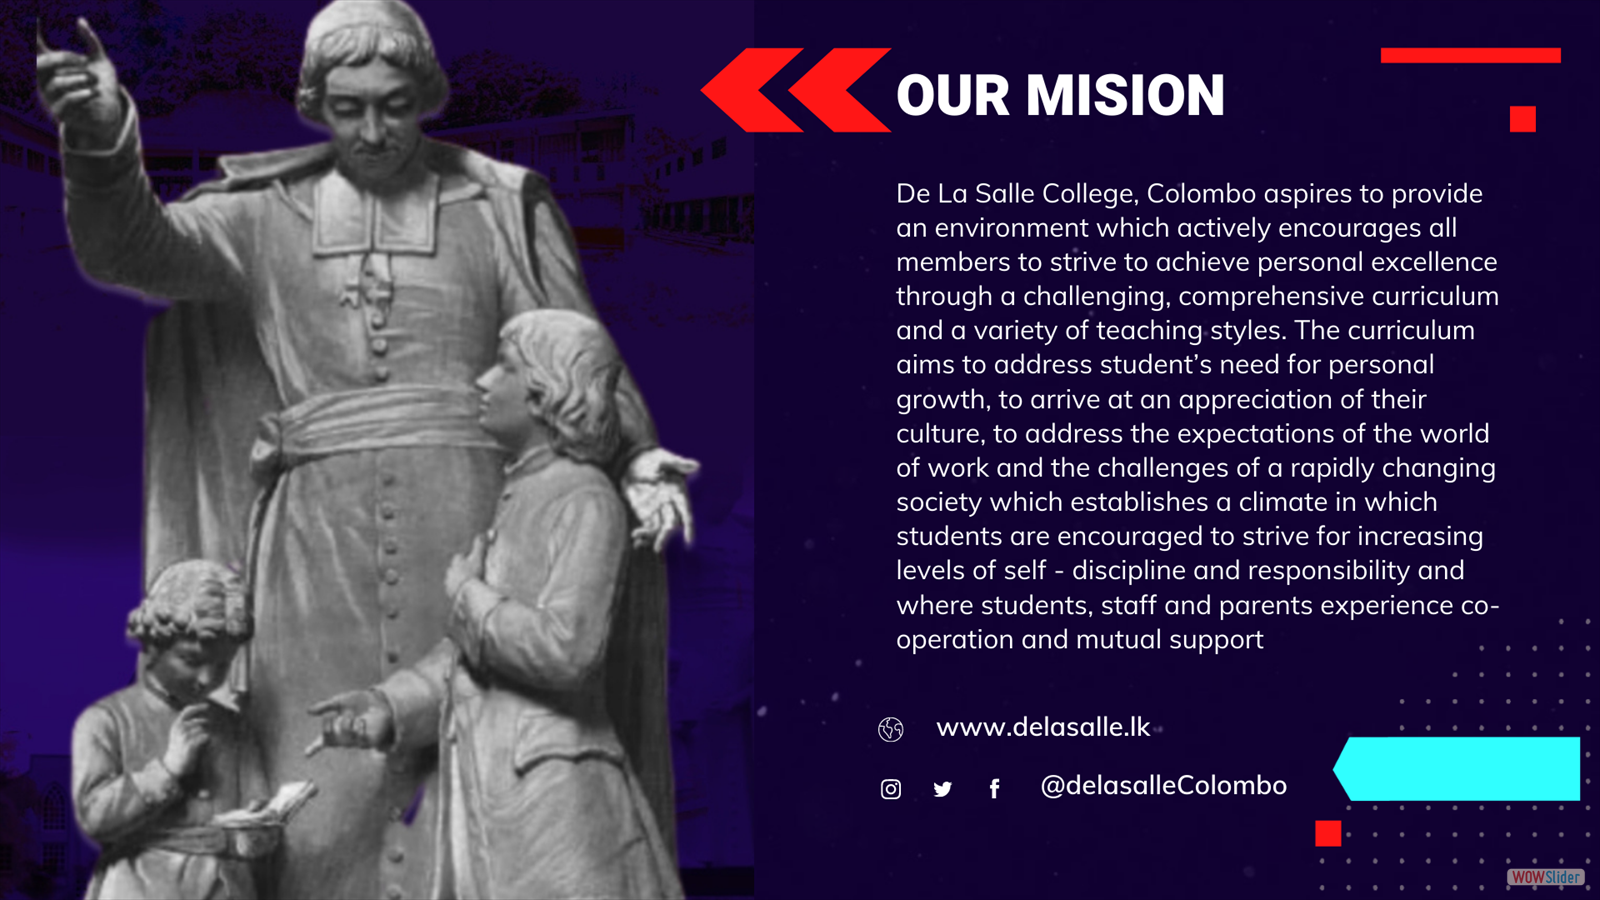 OUR MISION
De La Salle College, Colombo aspires to provide
an environment which actively encourages all
members to strive to achieve personal excellence
through a challenging, comprehensive curriculum
and a variety of teaching styles. The curriculum
aims to address student’s need for personal
growth, to arrive at an appreciation of their
culture, to address the expectations of the world
of work and the challenges of a rapidly changing
society which establishes a climate in which
students are encouraged to strive for increasing
levels of self - discipline and responsibility and
where students, staff and parents experience co-
operation and mutual support
www.delasalle.lk
@delasalleColombo
WOWSlider